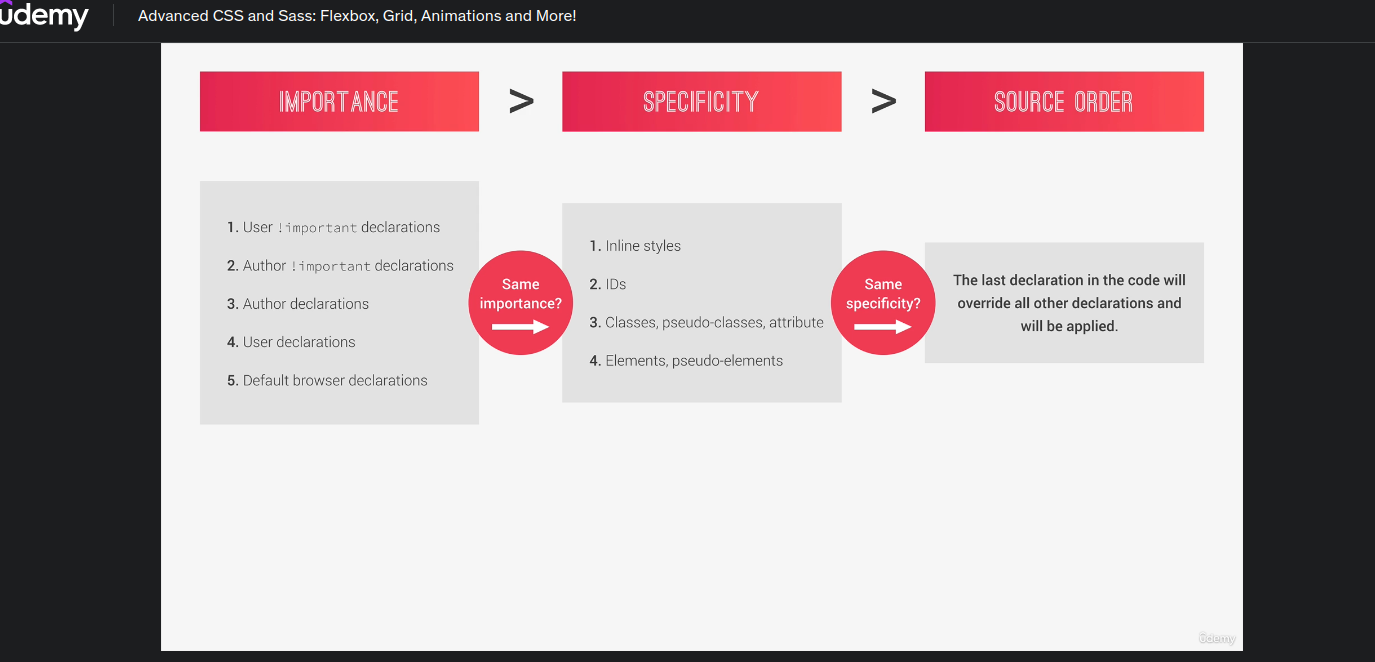 udemy
Advanced CSS and Sass: Flexbox, Grid, Animations and More!
IMPORTANCE
>
SPECIFICITY
>
SOURCE ORDER
1. User !important declarations
2. Author !important declarations
3. Author declarations
4. User declarations
5. Default browser declarations
Same
importance?
1. Inline styles
2. IDs
3. Classes, pseudo-classes, attribute
4. Elements, pseudo-elements
Same
specificity?
The last declaration in the code will
override all other declarations and
will be applied.
Udemy